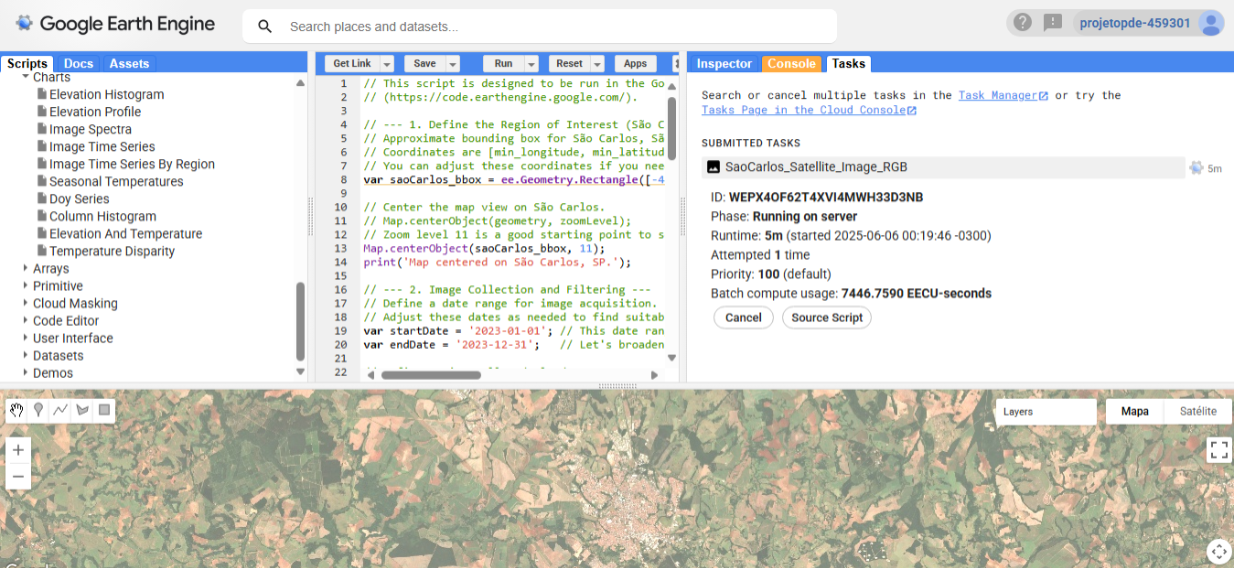 Google Earth Engine
Search places and datasets...
projetopde-459301
Scripts Docs Assets
Charts
Elevation Histogram
Elevation Profile
Image Spectra
Image Time Series
Image Time Series By Region
Seasonal Temperatures
Doy Series
Column Histogram
Elevation And Temperature
Temperature Disparity
Arrays
Primitive
Cloud Masking
Code Editor
User Interface
Datasets
Demos
Get Link Save Run Reset Apps
1 // This script is designed to be run in the Go
2 // (https://code.earthengine.google.com/).
3
4 // --- 1. Define the Region of Interest (São C
5 // Approximate bounding box for São Carlos, Sã
6 // Coordinates are [min_longitude, min_latitud
7 // You can adjust these coordinates if you nee
8 var saoCarlos_bbox = ee.Geometry.Rectangle([-4
9
10 // Center the map view on São Carlos.
11 // Map.centerObject(geometry, zoomLevel);
12 // Zoom level 11 is a good starting point to s
13 Map.centerObject(saoCarlos_bbox, 11);
14 print('Map centered on São Carlos, SP.');
15
16 // --- 2. Image Collection and Filtering ---
17 // Define a date range for image acquisition.
18 // Adjust these dates as needed to find suitab
19 var startDate = '2023-01-01'; // This date ran
20 var endDate = '2023-12-31'; // Let's broaden
21
22
Inspector Console Tasks
Search or cancel multiple tasks in the Task Manager or try the
Tasks Page in the Cloud Console
SUBMITTED TASKS
SaoCarlos_Satellite_Image_RGB 5m
ID: WEPX4OF62T4XVI4MWH33D3NB
Phase: Running on server
Runtime: 5m (started 2025-06-06 00:19:46 -0300)
Attempted 1 time
Priority: 100 (default)
Batch compute usage: 7446.7590 EECU-seconds
Cancel Source Script
Layers
Mapa Satélite